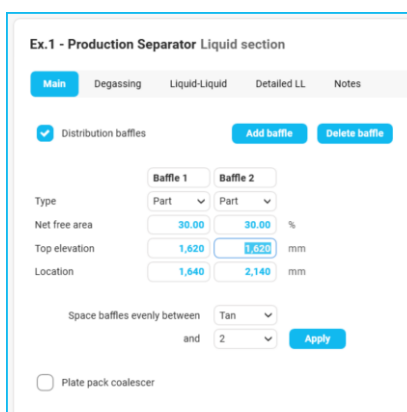 Ex.1 - Production Separator Liquid section
Main Degassing Liquid-Liquid Detailed LL Notes
Distribution baffles Add baffle Delete baffle
Baffle 1 Baffle 2
Type Part Part
Net free area 30.00 30.00 %
Top elevation 1,620 1,620 mm
Location 1,640 2,140 mm
Space baffles evenly between Tan
and 2 Apply
Plate pack coalescer